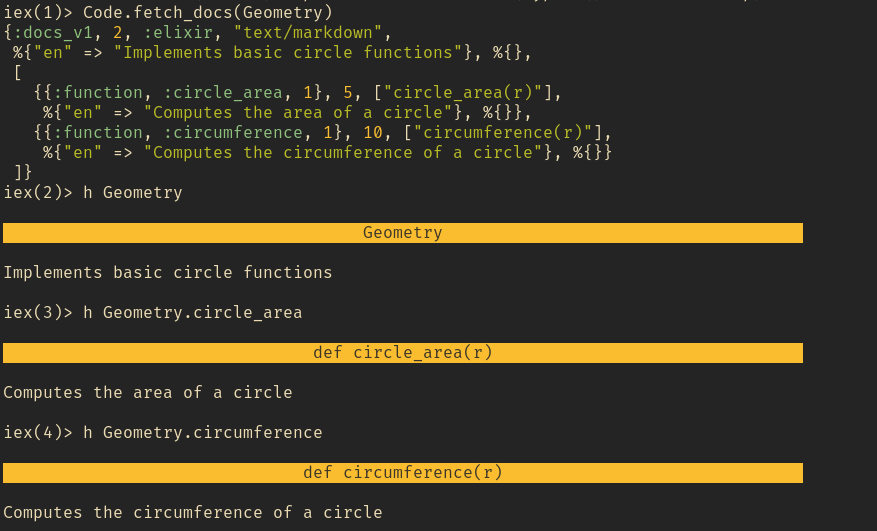 iex(1)> Code.fetch_docs(Geometry)
{:docs_v1, 2, :elixir, "text/markdown",
 %{"en" => "Implements basic circle functions"}, %{},
 [
   {{:function, :circle_area, 1}, 5, ["circle_area(r)"],
    %{"en" => "Computes the area of a circle"}, %{}},
   {{:function, :circumference, 1}, 10, ["circumference(r)"],
    %{"en" => "Computes the circumference of a circle"}, %{}}
 ]}
iex(2)> h Geometry
Geometry
Implements basic circle functions
iex(3)> h Geometry.circle_area
def circle_area(r)
Computes the area of a circle
iex(4)> h Geometry.circumference
def circumference(r)
Computes the circumference of a circle